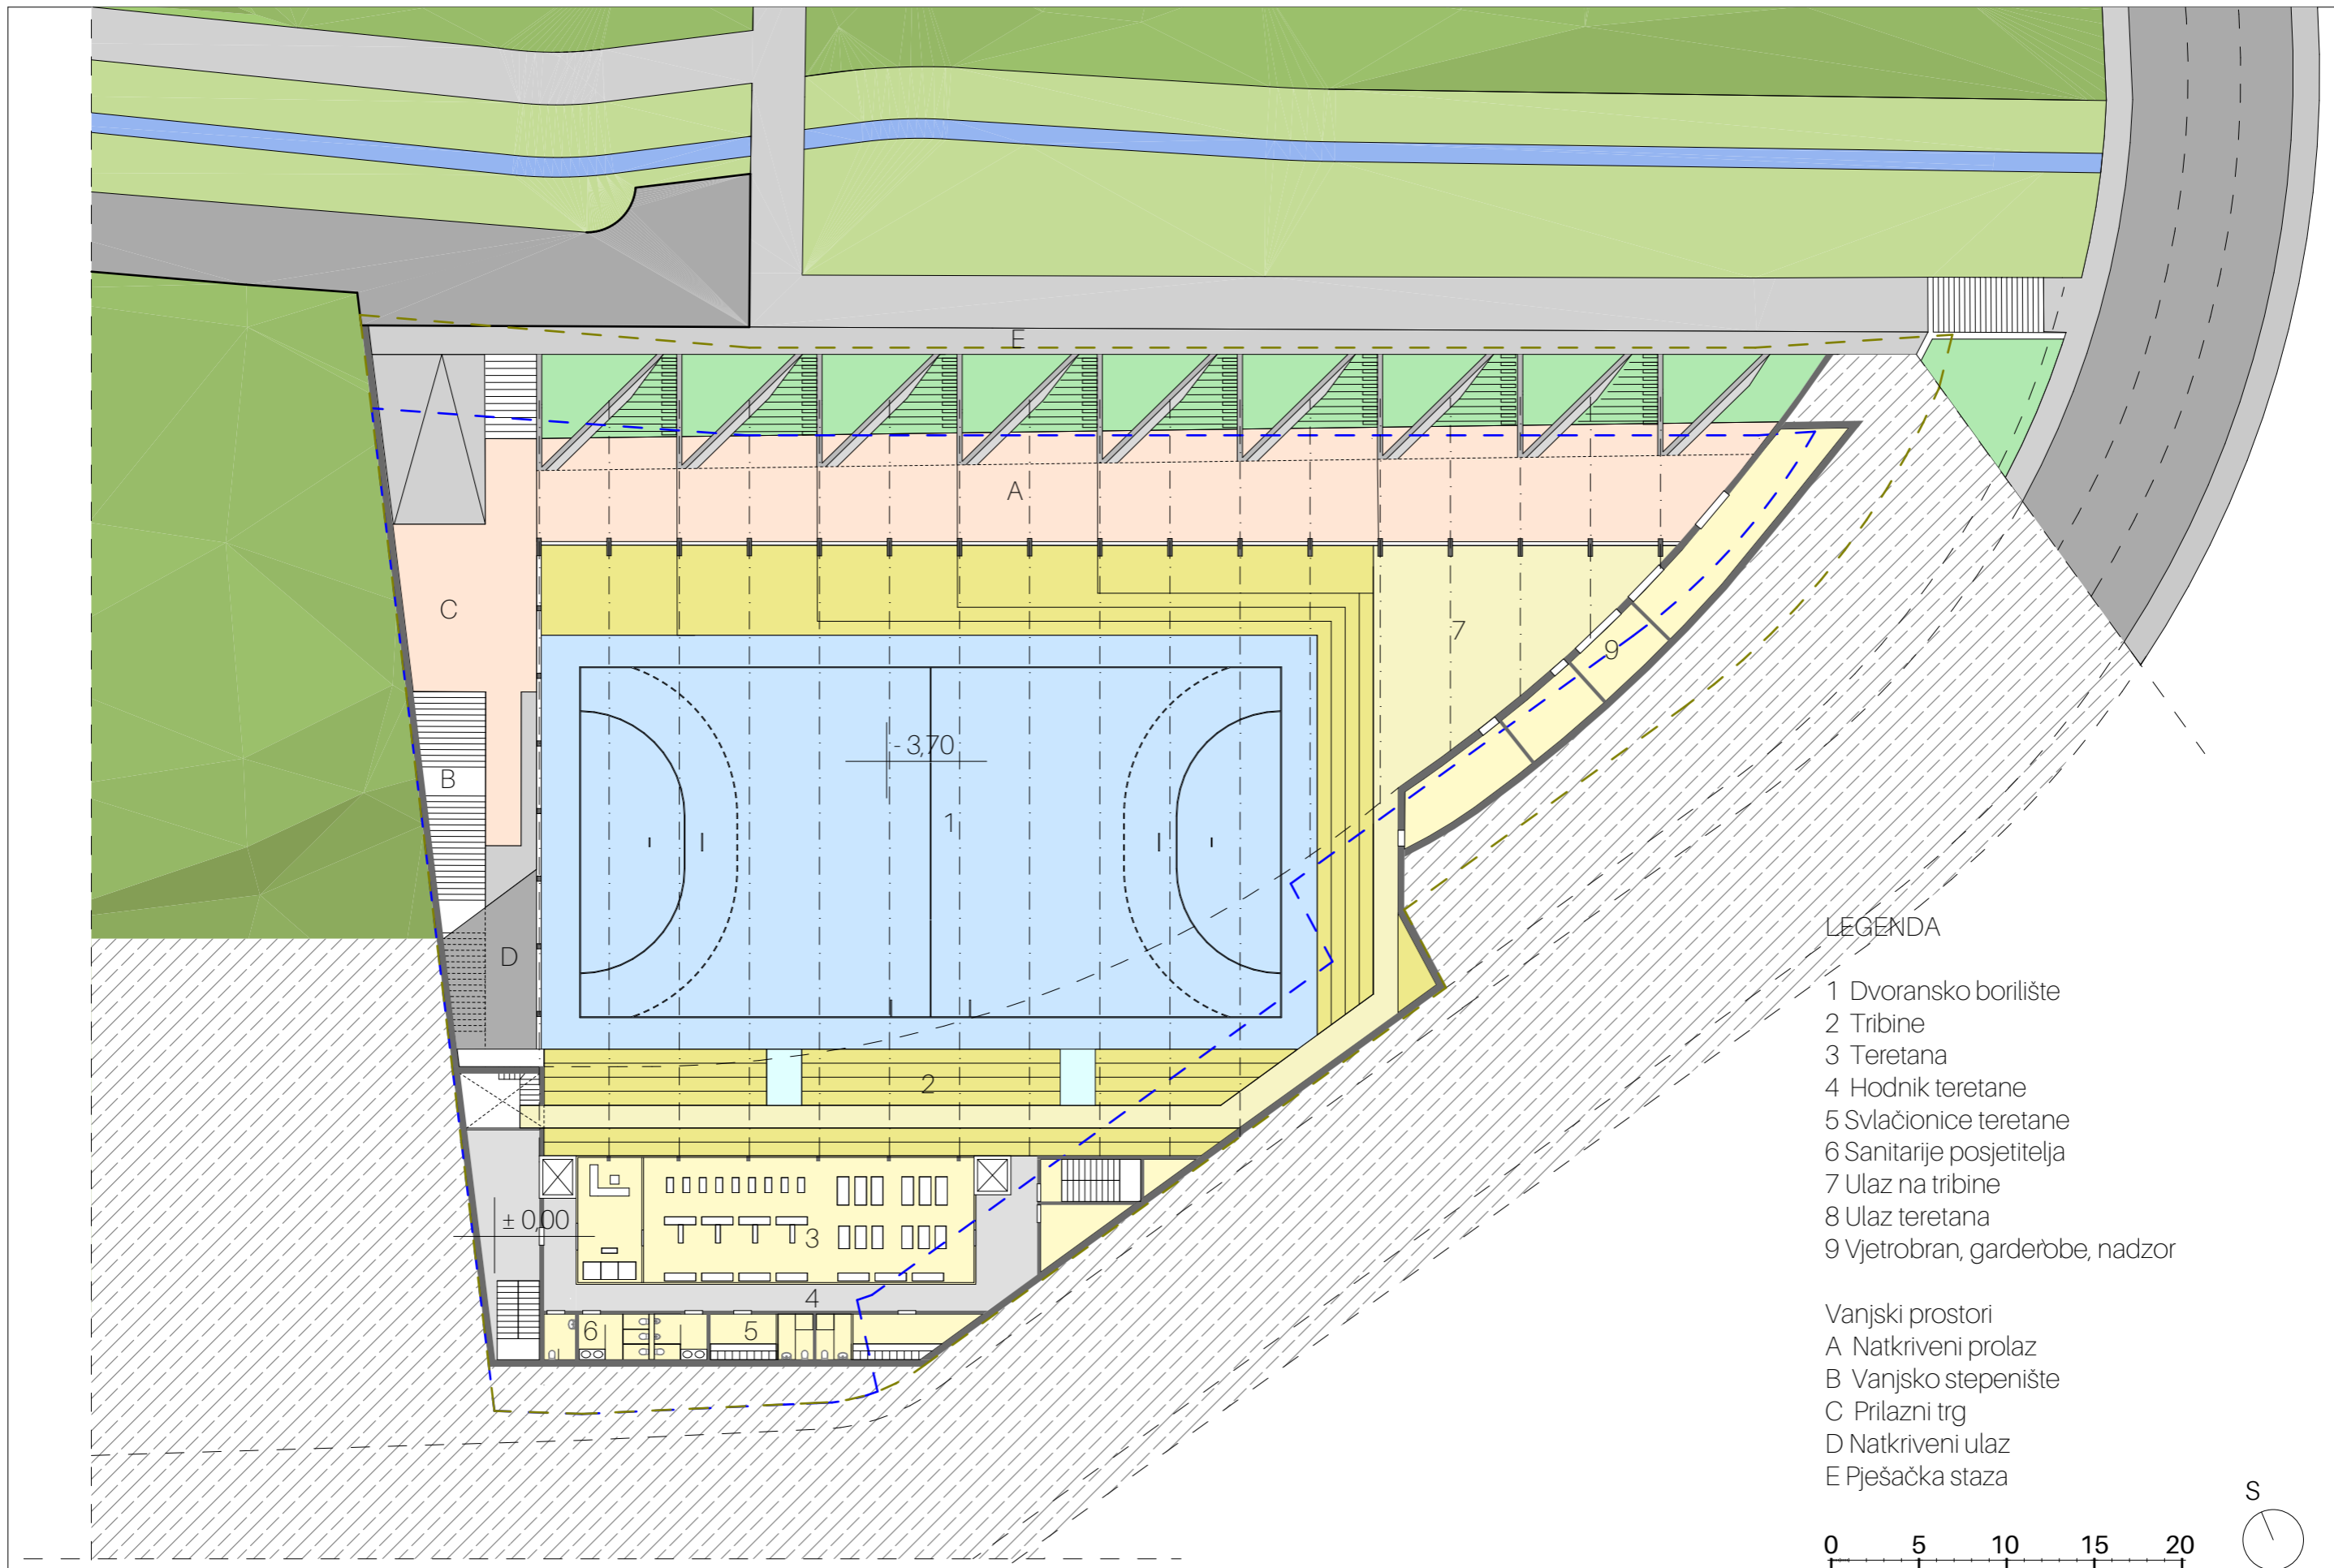 E
A
C
7
9
- 3,70
B
1
D
2
± 0,00
3
4
6
5
LEGENDA
1 Dvoransko borilište
2 Tribine
3 Teretana
4 Hodnik teretane
5 Svlačionice teretane
6 Sanitarije posjetitelja
7 Ulaz na tribine
8 Ulaz teretana
9 Vjetrobran, garderobe, nadzor
Vanjski prostori
A Natkriveni prolaz
B Vanjsko stepenište
C Prilazni trg
D Natkriveni ulaz
E Pješačka staza
S
0 5 10 15 20